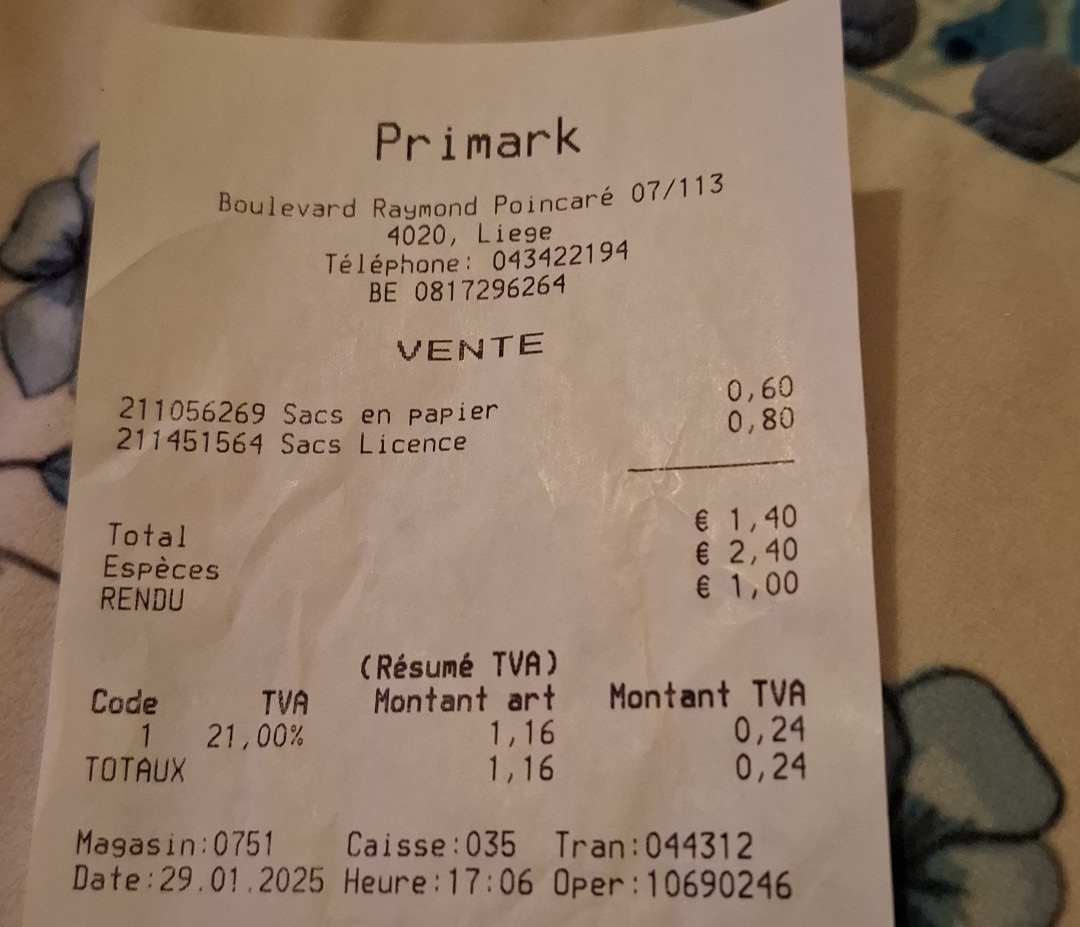 Primark
Boulevard Raymond Poincaré 07/113
4020, Liege
Téléphone: 043422194
BE 0817296264
VENTE
211056269 Sacs en papier 0,60
211451564 Sacs Licence 0,80
Total € 1,40
Espèces € 2,40
RENDU € 1,00
(Résumé TVA)
Code TVA Montant art Montant TVA
1 21,00% 1,16 0,24
TOTAUX 1,16 0,24
Magasin:0751 Caisse:035 Tran:044312
Date:29.01.2025 Heure:17:06 Oper:10690246